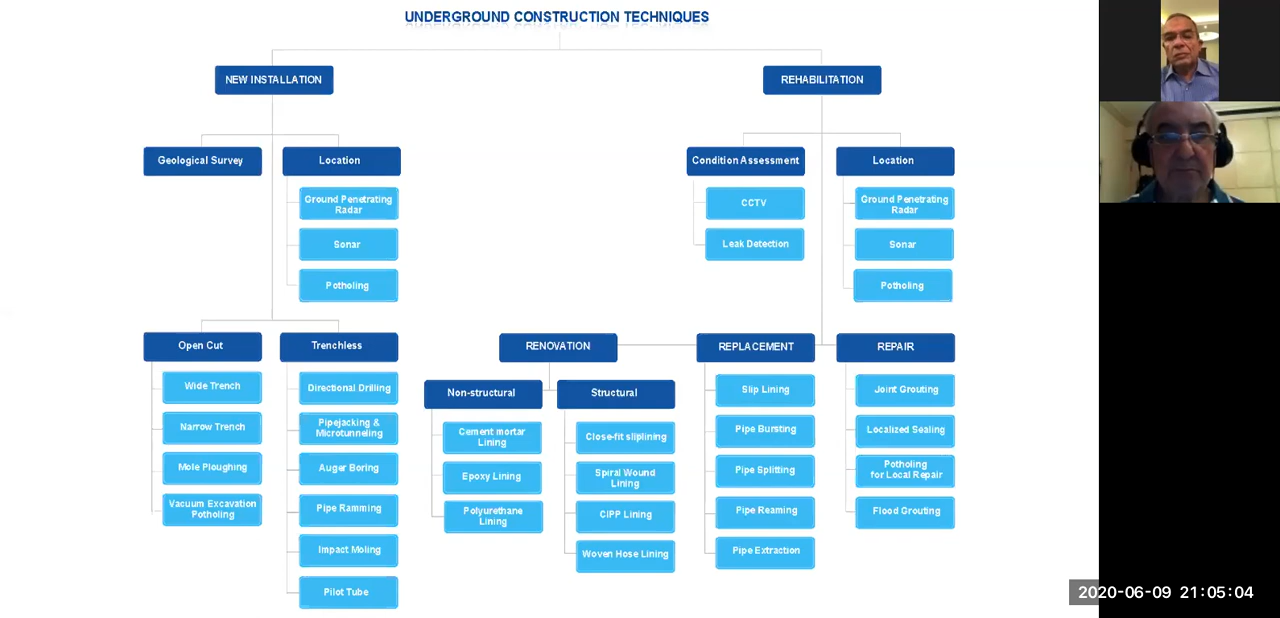 UNDERGROUND CONSTRUCTION TECHNIQUES
NEW INSTALLATION
REHABILITATION
Geological Survey
Location
Ground Penetrating
Radar
Sonar
Potholing
Condition Assessment
CCTV
Leak Detection
Location
Ground Penetrating
Radar
Sonar
Potholing
Open Cut
Wide Trench
Narrow Trench
Mole Ploughing
Vacuum Excavation
Potholing
Trenchless
Directional Drilling
Pipejacking &
Microtunneling
Auger Boring
Pipe Ramming
Impact Moling
Pilot Tube
RENOVATION
Non-structural
Cement mortar
Lining
Epoxy Lining
Polyurethane
Lining
Structural
Close-fit sliplining
Spiral Wound
Lining
CIPP Lining
Woven Hose Lining
REPLACEMENT
Slip Lining
Pipe Bursting
Pipe Splitting
Pipe Reaming
Pipe Extraction
REPAIR
Joint Grouting
Localized Sealing
Potholing
for Local Repair
Flood Grouting
2020-06-09 21:05:04